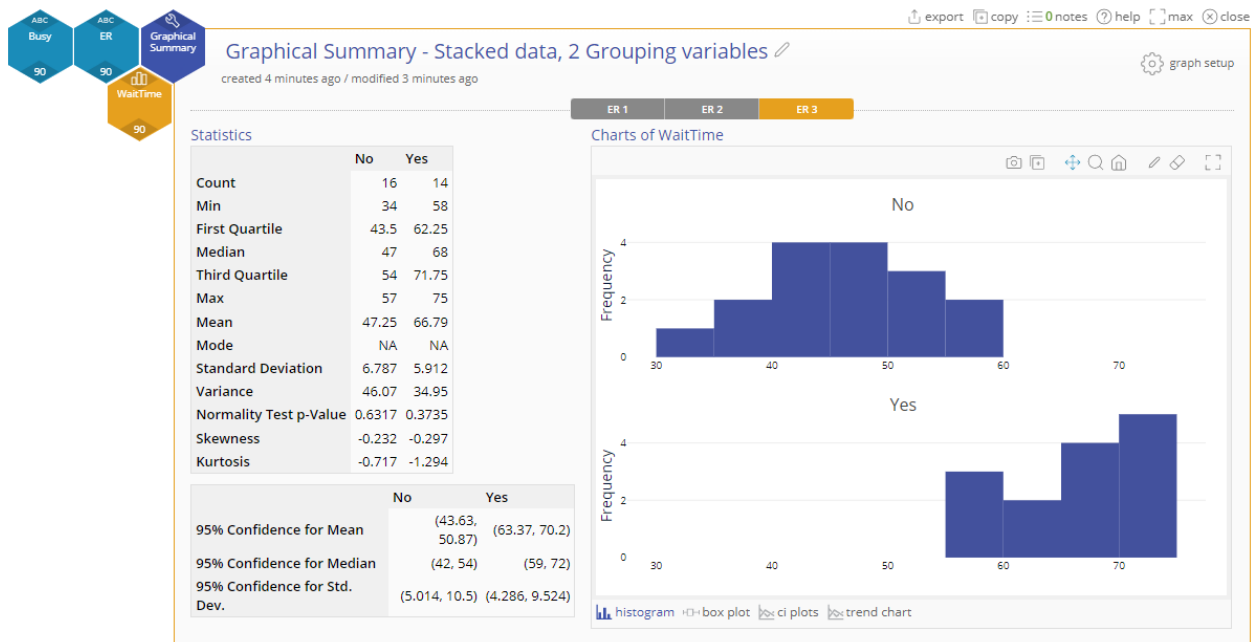 export copy 0 notes help max close
ABC ABC
Busy ER Graphical Summary
90 90
WaitTime
90
Graphical Summary - Stacked data, 2 Grouping variables
created 4 minutes ago / modified 3 minutes ago
graph setup
ER 1 ER 2 ER 3
Statistics
No Yes
Count 16 14
Min 34 58
First Quartile 43.5 62.25
Median 47 68
Third Quartile 54 71.75
Max 57 75
Mean 47.25 66.79
Mode NA NA
Standard Deviation 6.787 5.912
Variance 46.07 34.95
Normality Test p-Value 0.6317 0.3735
Skewness -0.232 -0.297
Kurtosis -0.717 -1.294
No Yes
95% Confidence for Mean (43.63, 50.87) (63.37, 70.2)
95% Confidence for Median (42, 54) (59, 72)
95% Confidence for Std. Dev. (5.014, 10.5) (4.286, 9.524)
Charts of WaitTime
No
Frequency
4
2
0
30 40 50 60 70
Yes
Frequency
4
2
0
30 40 50 60 70
histogram box plot ci plots trend chart